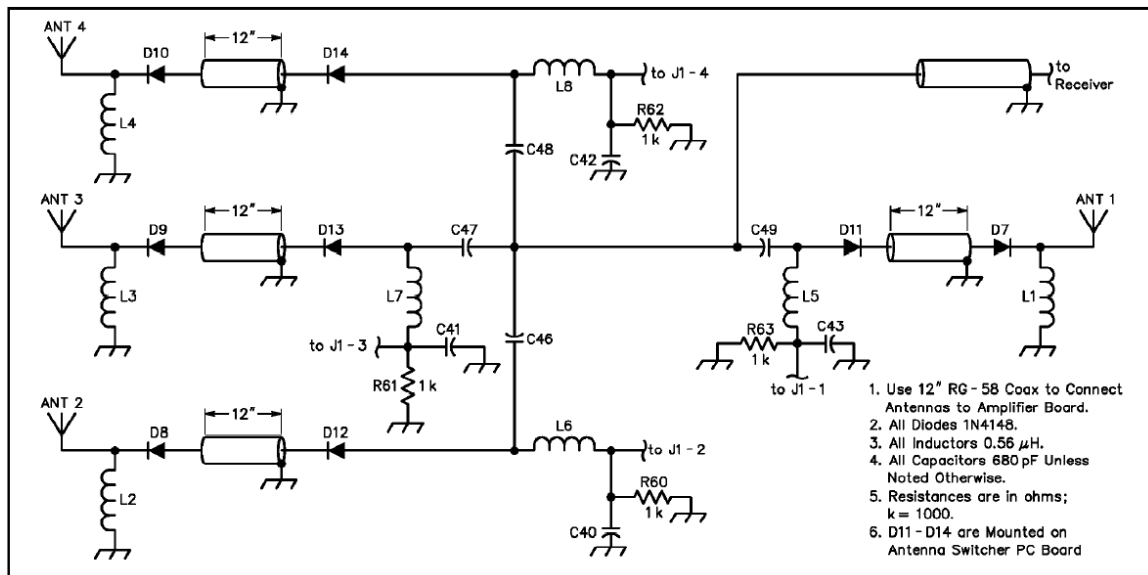 ANT 4
D10
12"
D14
L8
to J1-4
to
Receiver
L4
C48
R62
1 k
C42
ANT 3
D9
12"
D13
C47
C49
D11
12"
D7
ANT 1
L3
L7
L5
L1
to J1-3
C41
C46
R63
1 k
C43
R61
1 k
to J1-1
ANT 2
D8
12"
D12
L6
to J1-2
L2
R60
1 k
C40
1. Use 12" RG-58 Coax to Connect
Antennas to Amplifier Board.
2. All Diodes 1N4148.
3. All Inductors 0.56 μH.
4. All Capacitors 680 pF Unless
Noted Otherwise.
5. Resistances are in ohms;
k = 1000.
6. D11-D14 are Mounted on
Antenna Switcher PC Board